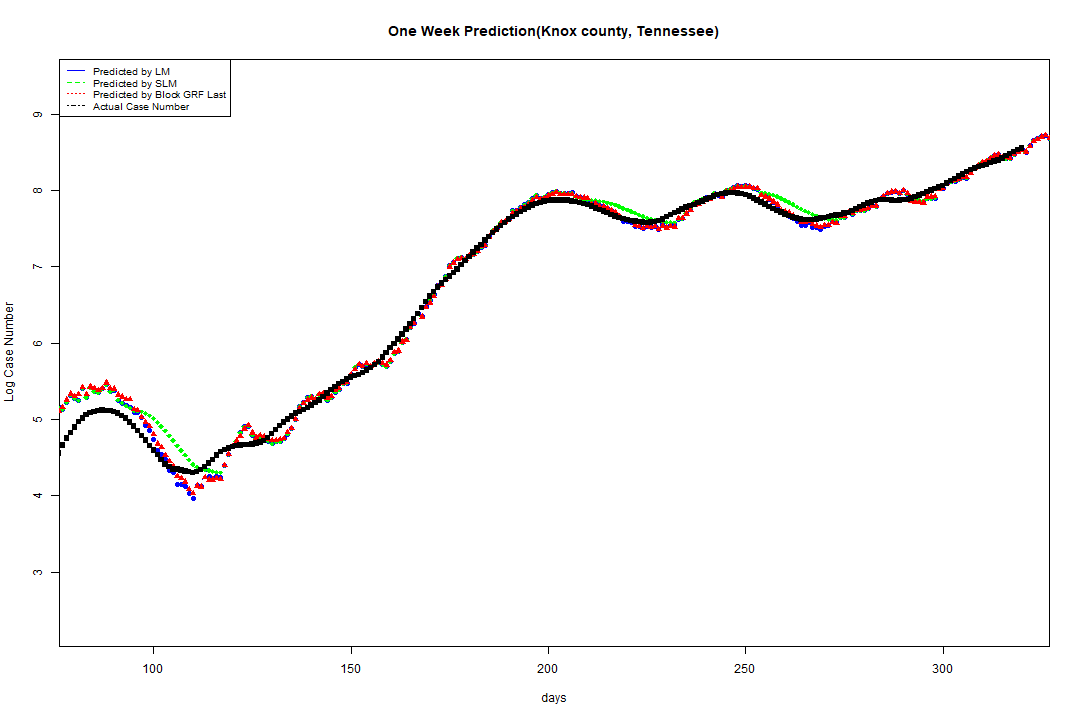 One Week Prediction(Knox county, Tennessee)
Predicted by LM
Predicted by SLM
Predicted by Block GRF Last
Actual Case Number
9
8
7
6
5
4
3
Log Case Number
100 150 200 250 300
days